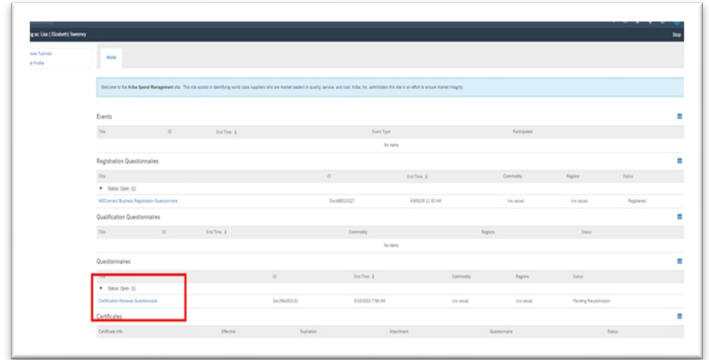 ng as: Lisa ( Elizabeth) Sweeney Stop
Home
Welcome to the Ariba Spend Management site. This site assists in identifying world class suppliers who are market leaders in quality, service, and cost. Ariba, Inc. administers this site in an effort to ensure market integrity.
Events
Title ID End Time ↓ Event Type Participated
No items
Registration Questionnaires
Title ID End Time ↓ Commodity Regions Status
▼ Status: Open (1)
Business Registration Questionnaire (no value) (no value) Registered
Qualification Questionnaires
Title ID End Time ↓ Commodity Regions Status
No items
Questionnaires
Title ID End Time ↓ Commodity Regions Status
▼ Status: Open (1)
Certification Renewal Questionnaire (no value) (no value) Pending Resubmission
Certificates
Certificate Info Effective Expiration Attachment Questionnaire Status